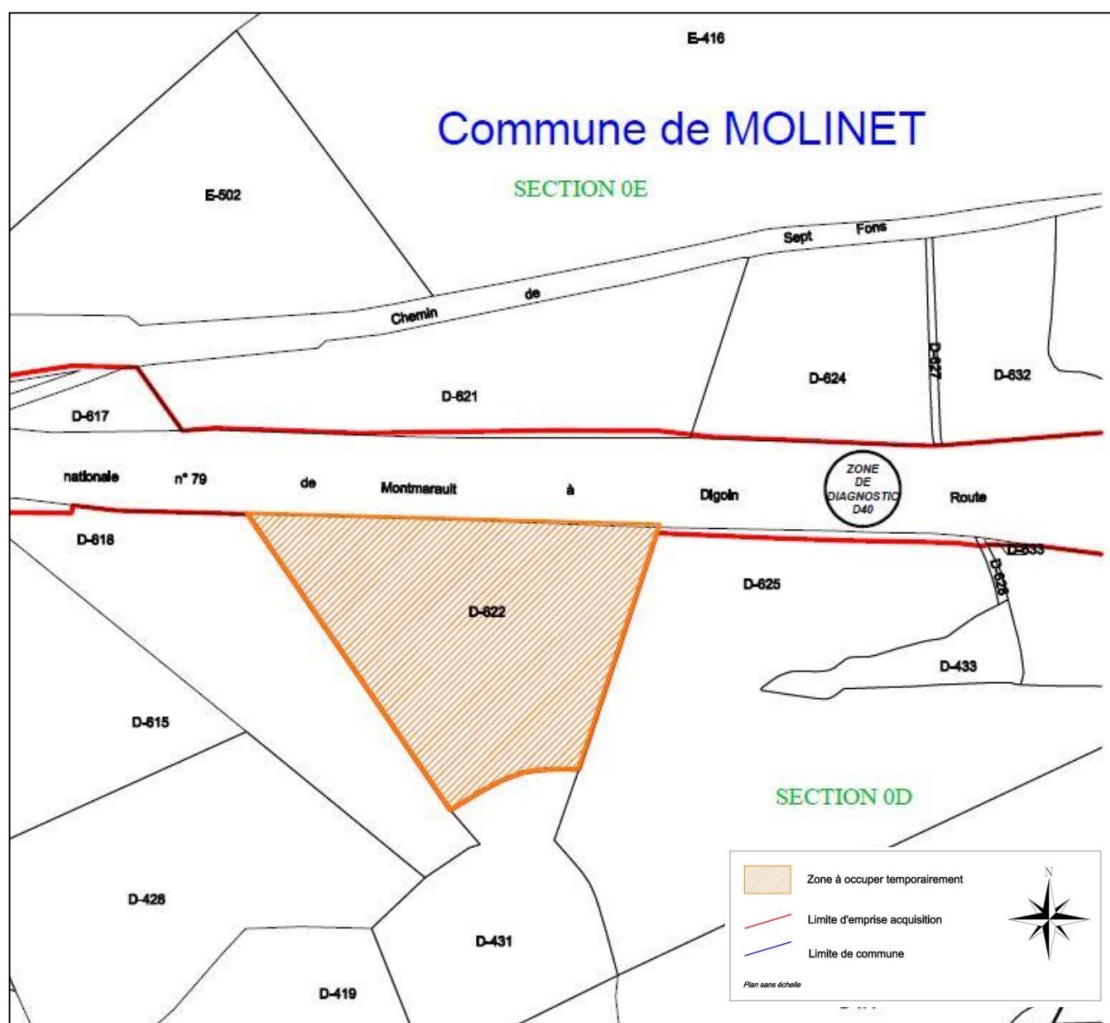 E-416
Commune de MOLINET
SECTION 0E
E-502
Chemin de Sept Fons
D-627
D-624
D-632
D-621
D-617
nationale n° 79 de Montmarault à Digoin Route
ZONE
DE
DIAGNOSTIC
D40
D-618
D-633
D-622
D-625
D-433
D-615
SECTION 0D
D-428
D-431
D-419
Zone à occuper temporairement
N
Limite d'emprise acquisition
Limite de commune
Plan sans échelle